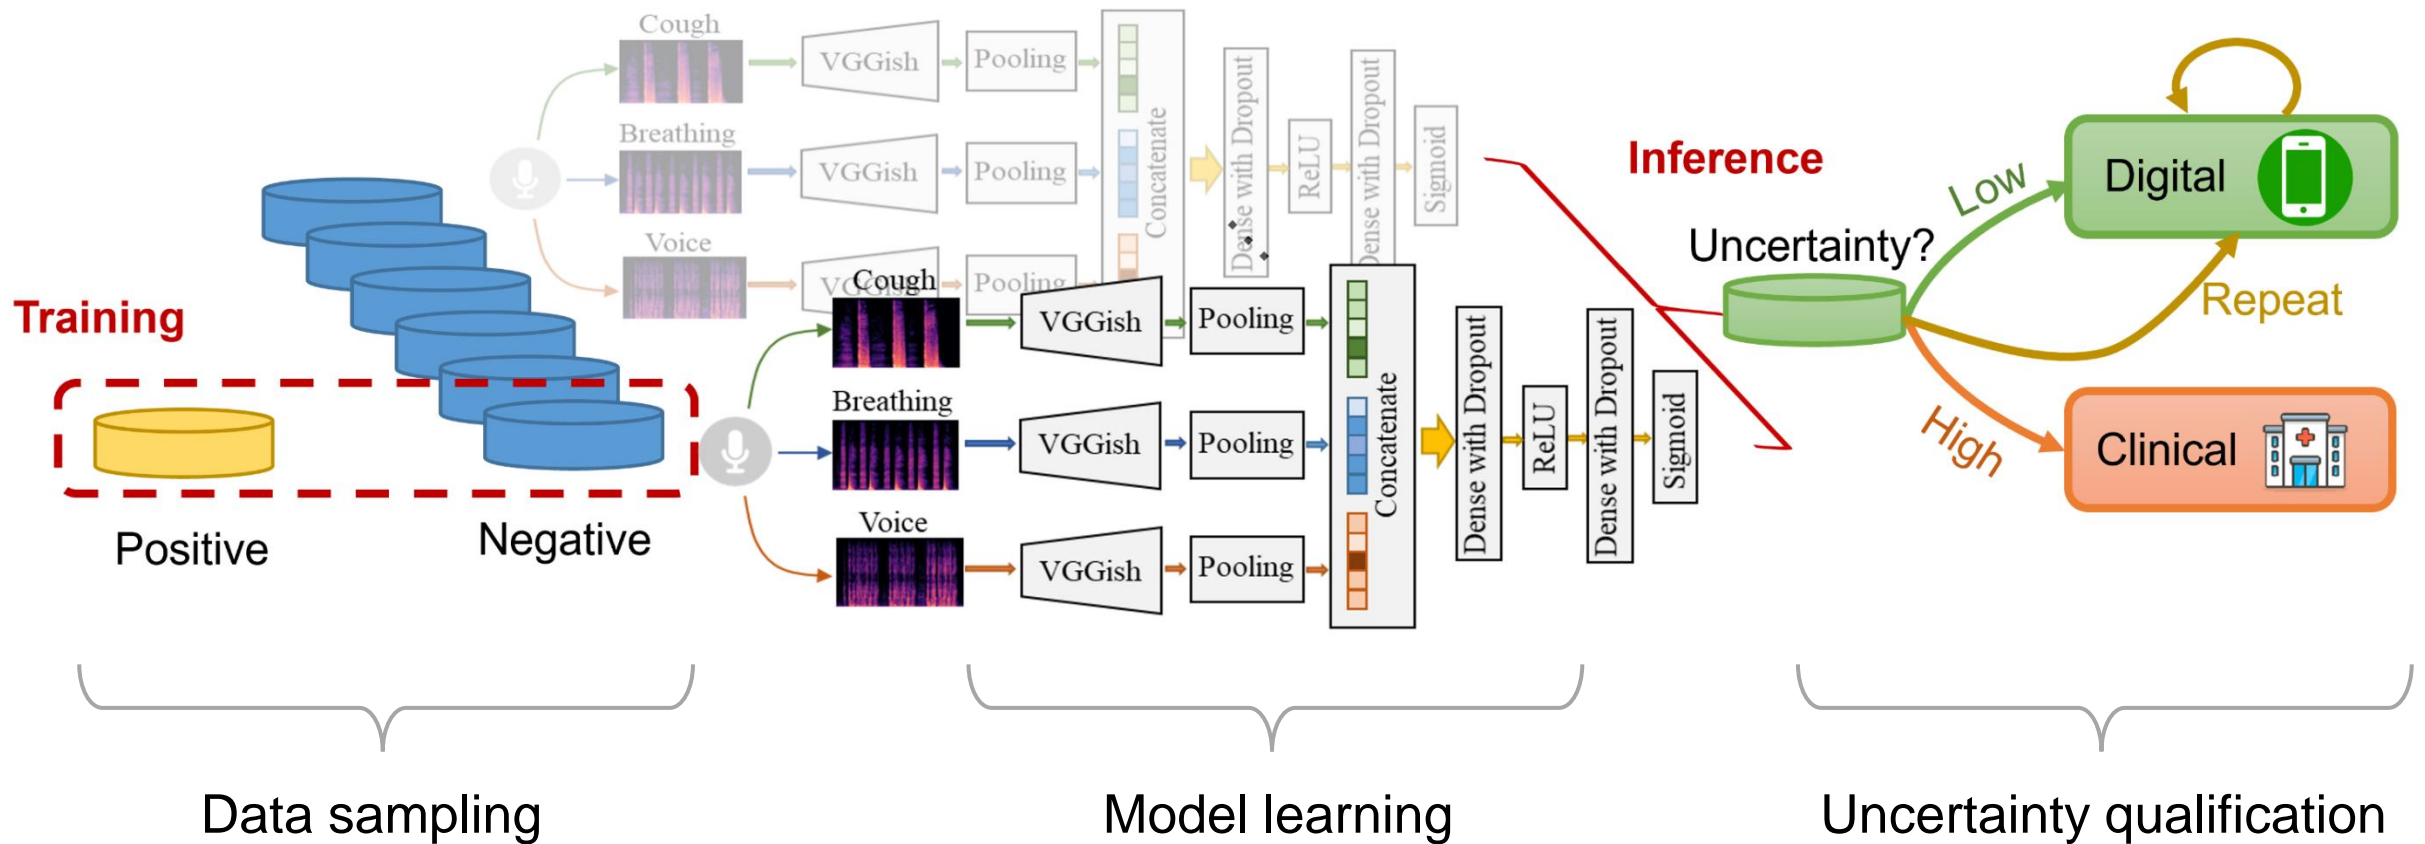 Training
Positive
Negative
Cough
VGGish
Pooling
Breathing
VGGish
Pooling
Voice
VGGish
Pooling
Concatenate
Dense with Dropout
ReLU
Dense with Dropout
Sigmoid
Cough
VGGish
Pooling
Breathing
VGGish
Pooling
Voice
VGGish
Pooling
Concatenate
Dense with Dropout
ReLU
Dense with Dropout
Sigmoid
Inference
Uncertainty?
Low
Repeat
High
Digital
Clinical
Data sampling
Model learning
Uncertainty qualification